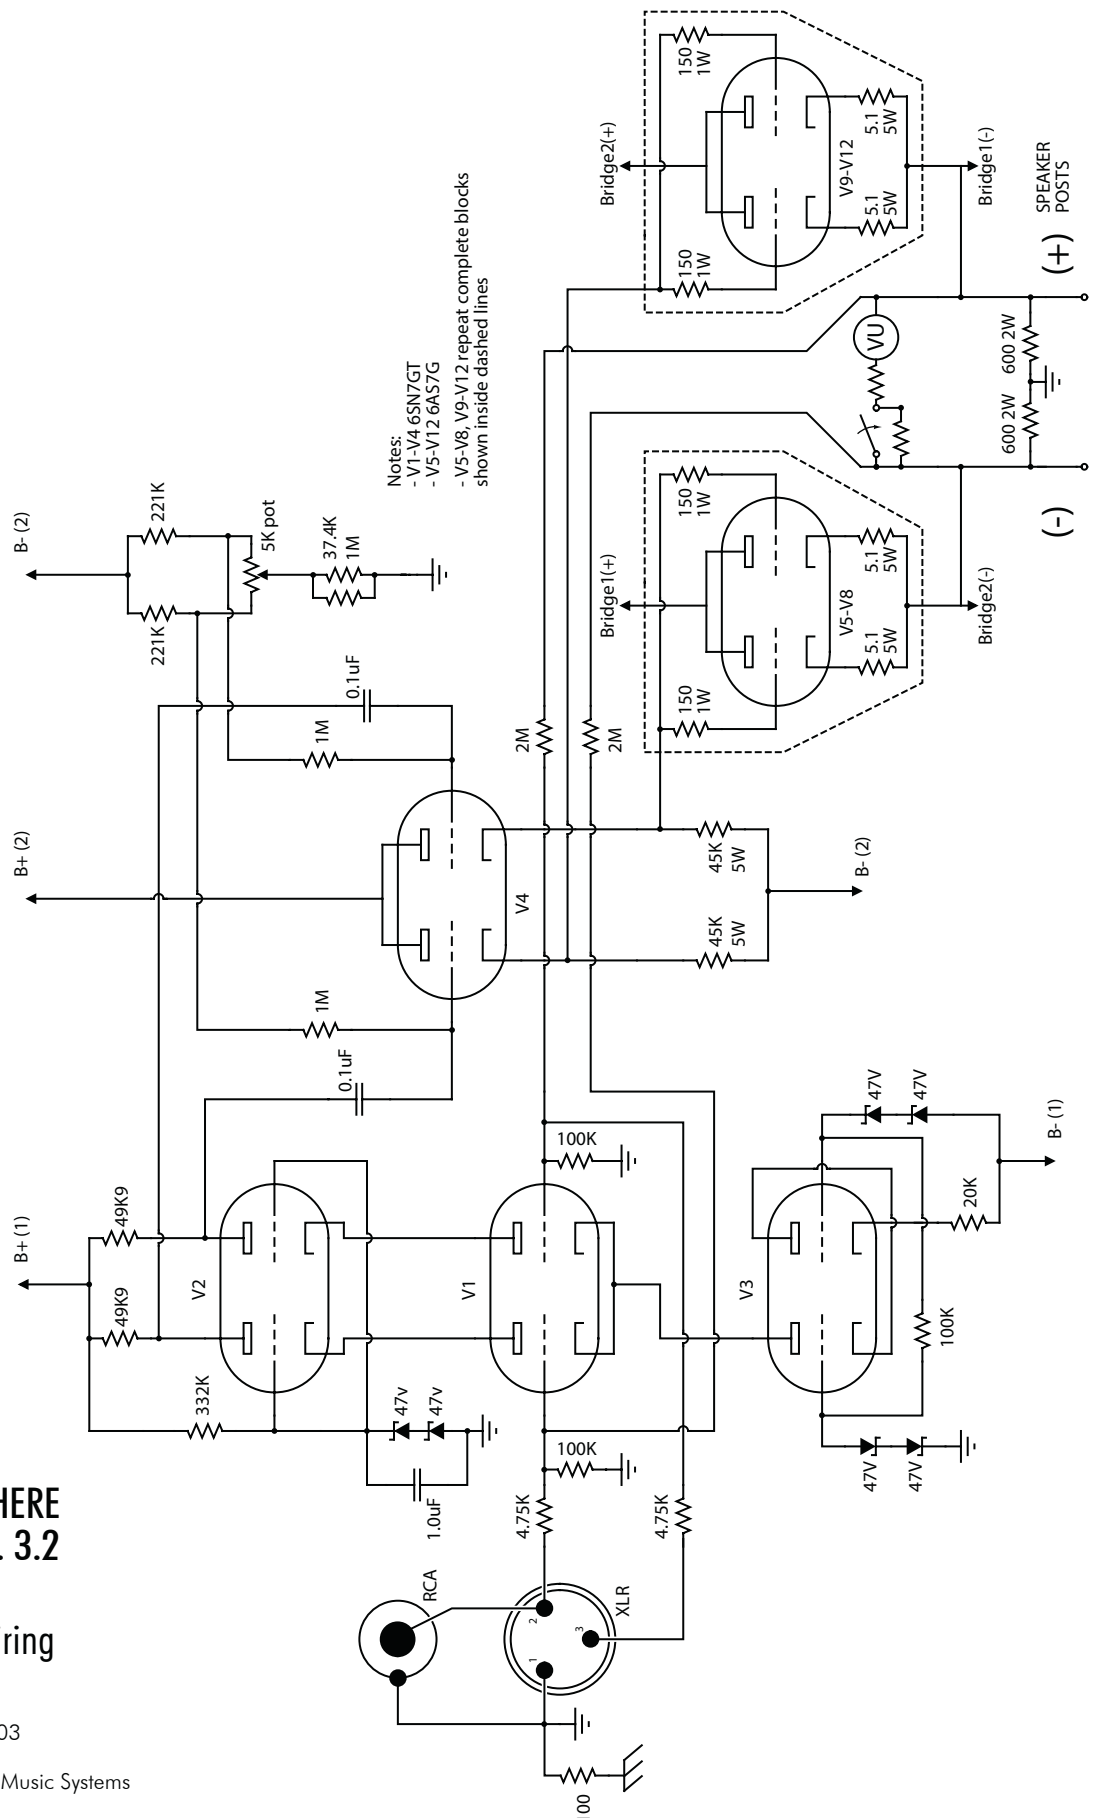 150
1W
Bridge2(+)
150
1W
V9-V12
5.1
5W
5.1
5W
Bridge1(-)
SPEAKER
POSTS
(+)
VU
600 2W
600 2W
(-)
Notes:
- V1-V4 6SN7GT
- V5-V12 6AS7G
- V5-V8, V9-V12 repeat complete blocks
shown inside dashed lines
B- (2)
221K
221K
5K pot
37.4K
1M
150
1W
Bridge1(+)
150
1W
V5-V8
5.1
5W
5.1
5W
Bridge2(-)
0.1uF
1M
2M
2M
B+ (2)
V4
45K
5W
45K
5W
B- (2)
1M
0.1uF
B+ (1)
49K9
49K9
V2
332K
47v
47v
1.0uF
100K
V1
100K
4.75K
4.75K
47V
47V
B- (1)
20K
V3
100K
47V
47V
RCA
XLR
1
2
3
00
HERE
. 3.2
ring
03
Music Systems